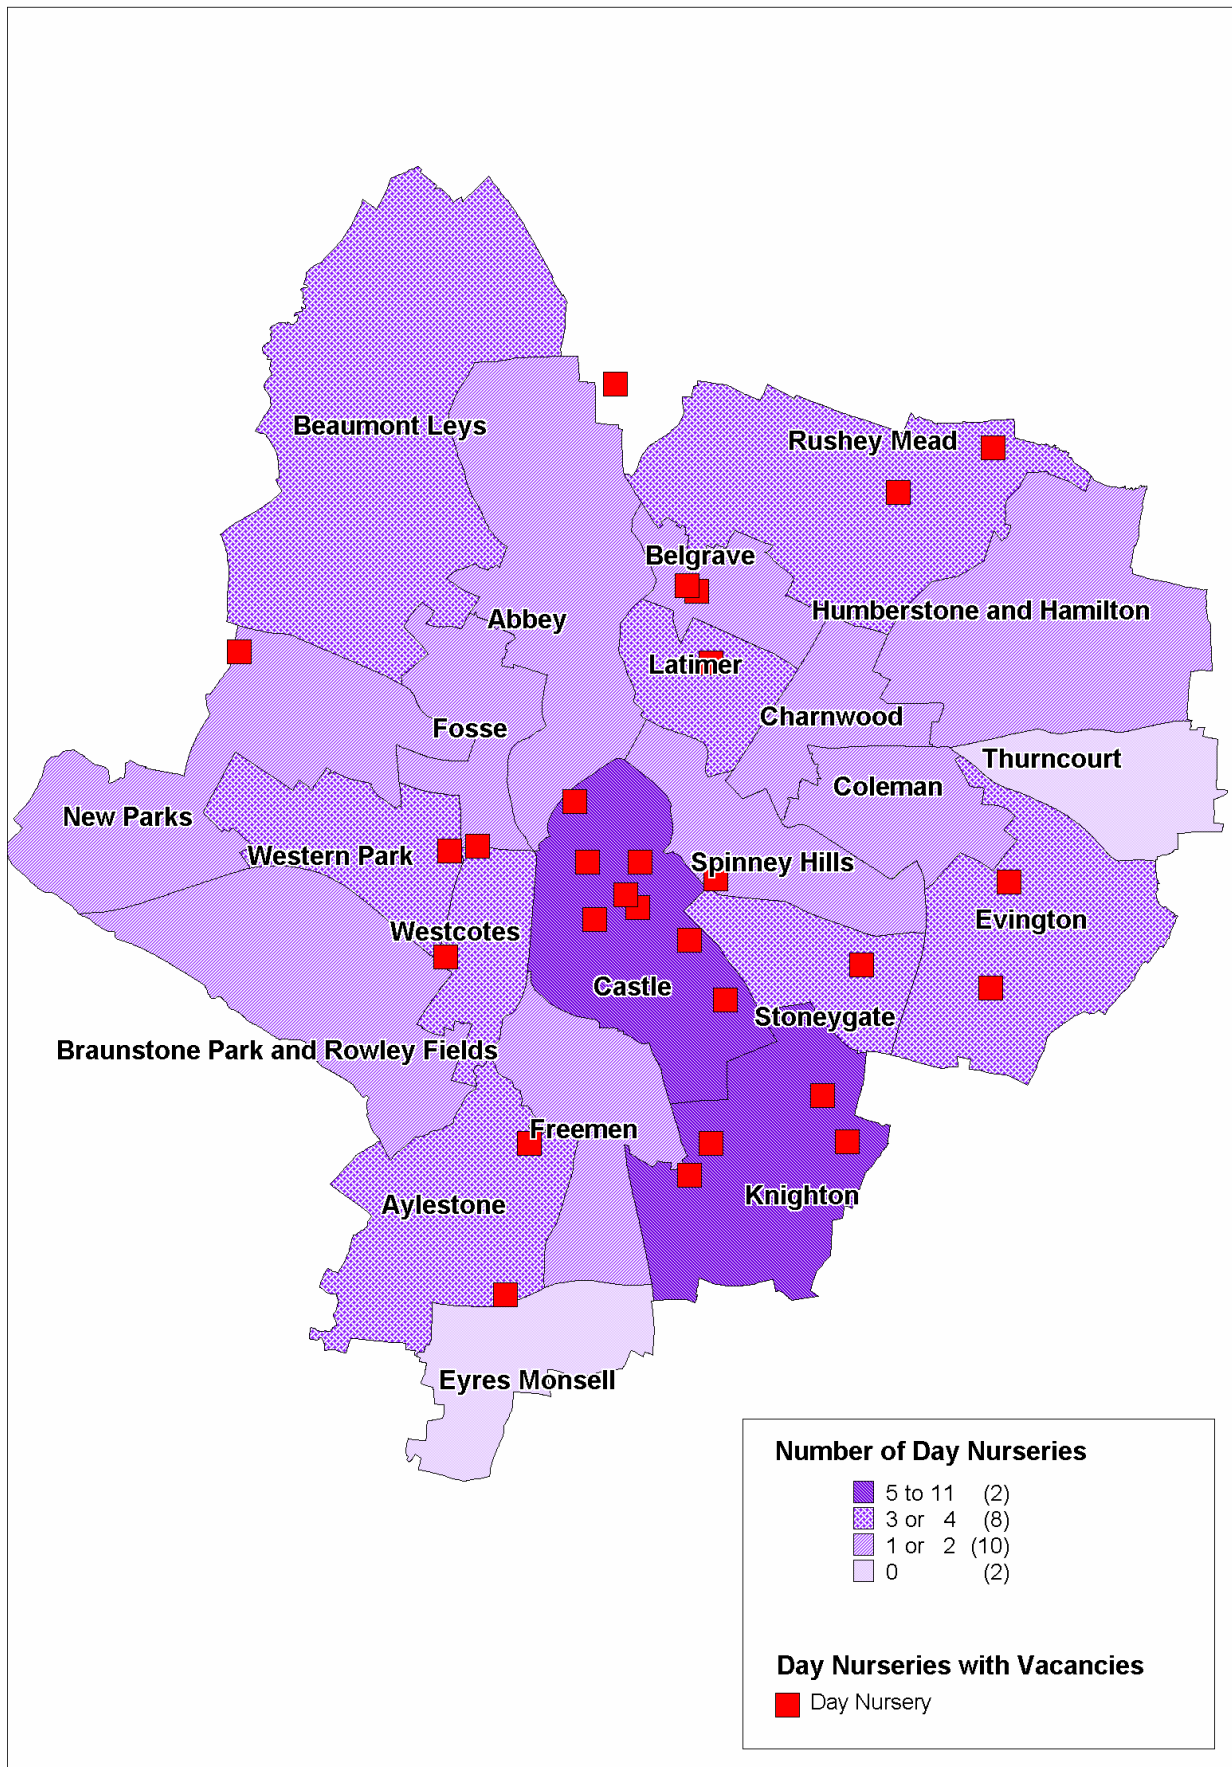 Beaumont Leys
Rushey Mead
Belgrave
Humberstone and Hamilton
Abbey
Latimer
Charnwood
Fosse
Thurncourt
Coleman
New Parks
Western Park
Spinney Hills
Evington
Westcotes
Castle
Stoneygate
Braunstone Park and Rowley Fields
Freemen
Knighton
Aylestone
Eyres Monsell
Number of Day Nurseries
5 to 11 (2)
3 or 4 (8)
1 or 2 (10)
0 (2)
Day Nurseries with Vacancies
Day Nursery